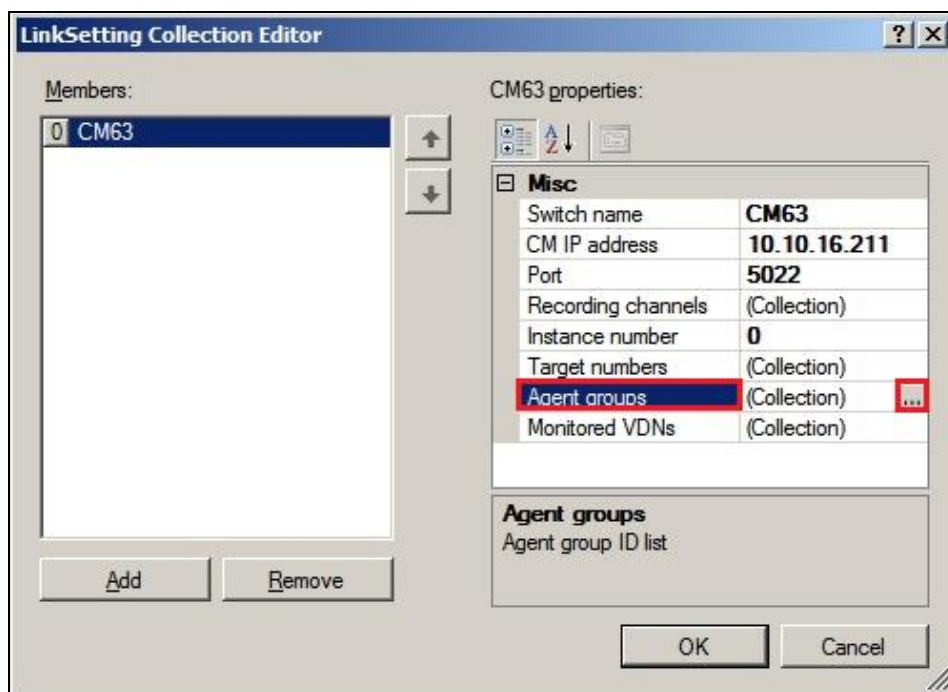 LinkSetting Collection Editor
? X
Members:
0 CM63
Add
Remove
CM63 properties:
A
Z
Misc
Switch name CM63
CM IP address 10.10.16.211
Port 5022
Recording channels (Collection)
Instance number 0
Target numbers (Collection)
Agent groups (Collection) ...
Monitored VDNs (Collection)
Agent groups
Agent group ID list
OK
Cancel